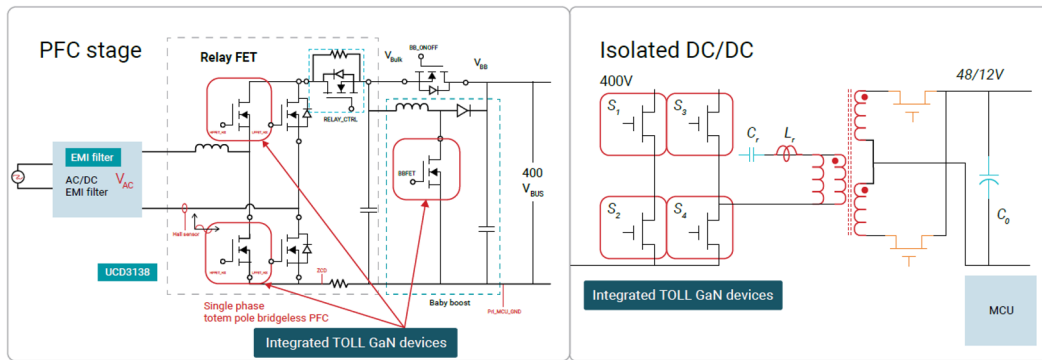 PFC stage
Relay FET
V_Bulk
BB_ONOFF
V_BB
RELAY_CTRL
EMI filter
AC/DC
EMI filter
V_AC
BBFET
400
V_BUS
Hall sensor
UCD3138
ZCD
Single phase
totem pole bridgeless PFC
Baby boost
Integrated TOLL GaN devices
Isolated DC/DC
400V
S1
S3
Cr
Lr
48/12V
S2
S4
C0
Integrated TOLL GaN devices
MCU